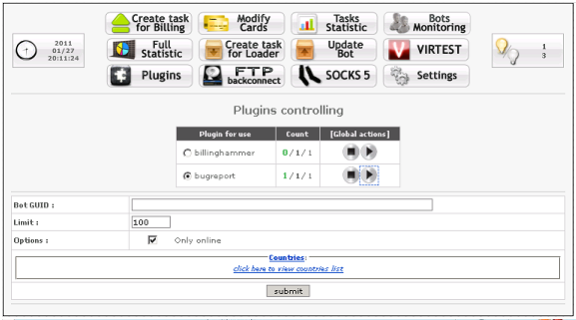 Create task for Billing
Modify Cards
Tasks Statistic
Bots Monitoring
2011
01/27
20:11:24
Full Statistic
Create task for Loader
Update Bot
VIRTEST
1
3
Plugins
FTP backconnect
SOCKS 5
Settings
Plugins controlling
Plugin for use Count [Global actions]
billinghammer 0/1/1
bugreport 1/1/1
Bot GUID :
Limit : 100
Options : Only online
Countries:
click here to view countries list
submit